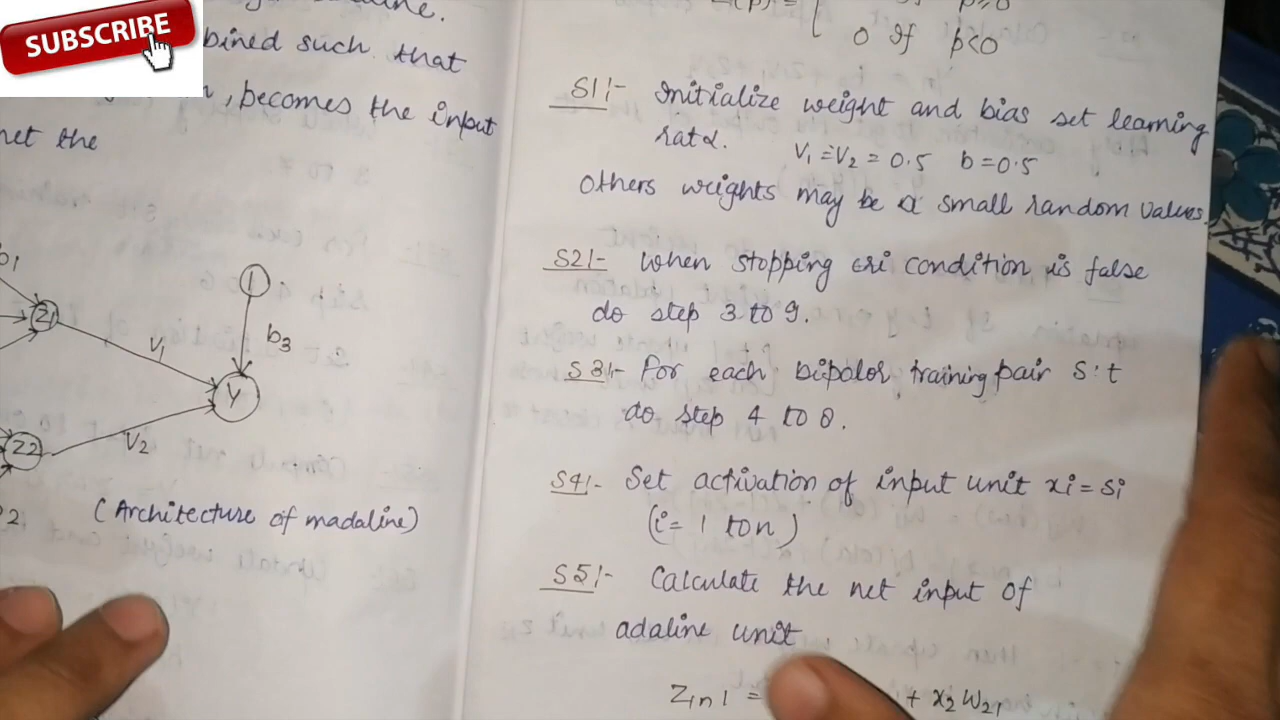 SUBSCRIBE
bined such that
, becomes the input
net the
b1
Z1
V1
1
b3
Y
Z2
V2
(Architecture of madaline)
0 if p<0
S1:- Initialize weight and bias set learning
rat α. V1 = V2 = 0.5 b = 0.5
Others weights may be a small random values.
S2:- When stopping cri condition is false
do step 3 to 9.
S3:- For each bipolor training pair S:t
do step 4 to 8.
S4:- Set activation of input unit xi = si
(i = 1 to n)
S5:- Calculate the net input of
adaline unit
Zin1 = + x2 W21